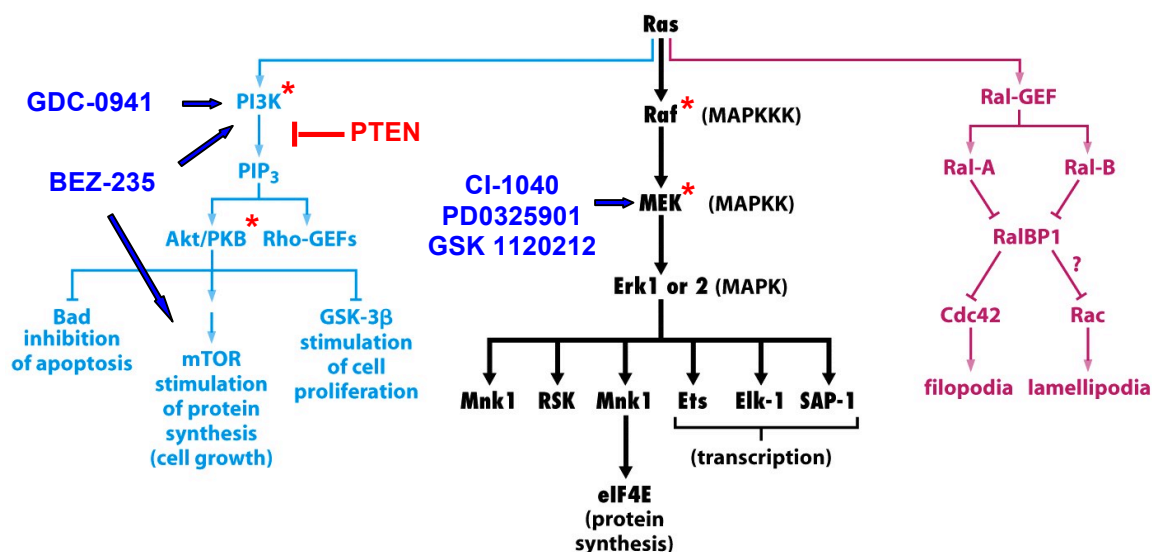 Ras
GDC-0941
PI3K*
PTEN
BEZ-235
PIP3
Akt/PKB*
Rho-GEFs
Bad
inhibition
of apoptosis
mTOR
stimulation
of protein
synthesis
(cell growth)
GSK-3β
stimulation
of cell
proliferation
Raf* (MAPKKK)
CI-1040
PD0325901
GSK 1120212
MEK* (MAPKK)
Erk1 or 2 (MAPK)
Mnk1
RSK
Mnk1
Ets
Elk-1
SAP-1
(transcription)
eIF4E
(protein
synthesis)
Ral-GEF
Ral-A
Ral-B
RalBP1
?
Cdc42
Rac
filopodia
lamellipodia